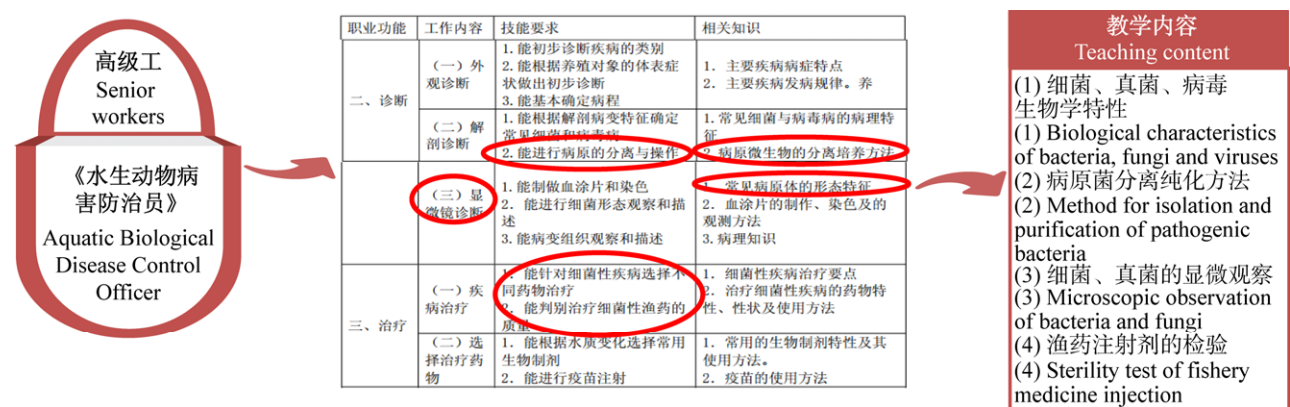 高级工
Senior
workers
《水生动物病
害防治员》
Aquatic Biological
Disease Control
Officer
职业功能 工作内容 技能要求 相关知识
二、诊断
（一）外
观诊断
1. 能初步诊断疾病的类别
2. 能根据养殖对象的体表症
状做出初步诊断
3. 能基本确定病程
1. 主要疾病病症特点
2. 主要疾病发病规律。养
（二）解
剖诊断
1. 能根据解剖病变特征确定
常见细菌和病毒病
2. 能进行病原的分离与操作
1. 常见细菌与病毒病的病理特
征
2. 病原微生物的分离培养方法
（三）显
微镜诊断
1. 能制做血涂片和染色
2. 能进行细菌形态观察和描
述
3. 能病变组织观察和描述
1. 常见病原体的形态特征
2. 血涂片的制作、染色及的
观测方法
3. 病理知识
三、治疗
（一）疾
病治疗
1. 能针对细菌性疾病选择不
同药物治疗
2. 能判别治疗细菌性渔药的
质量
1. 细菌性疾病治疗要点
2. 治疗细菌性疾病的药物特
性、性状及使用方法
（二）选
择治疗药
物
1. 能根据水质变化选择常用
生物制剂
2. 能进行疫苗注射
1. 常用的生物制剂特性及其
使用方法。
2. 疫苗的使用方法
教学内容
Teaching content
(1) 细菌、真菌、病毒
生物学特性
(1) Biological characteristics
of bacteria, fungi and viruses
(2) 病原菌分离纯化方法
(2) Method for isolation and
purification of pathogenic
bacteria
(3) 细菌、真菌的显微观察
(3) Microscopic observation
of bacteria and fungi
(4) 渔药注射剂的检验
(4) Sterility test of fishery
medicine injection